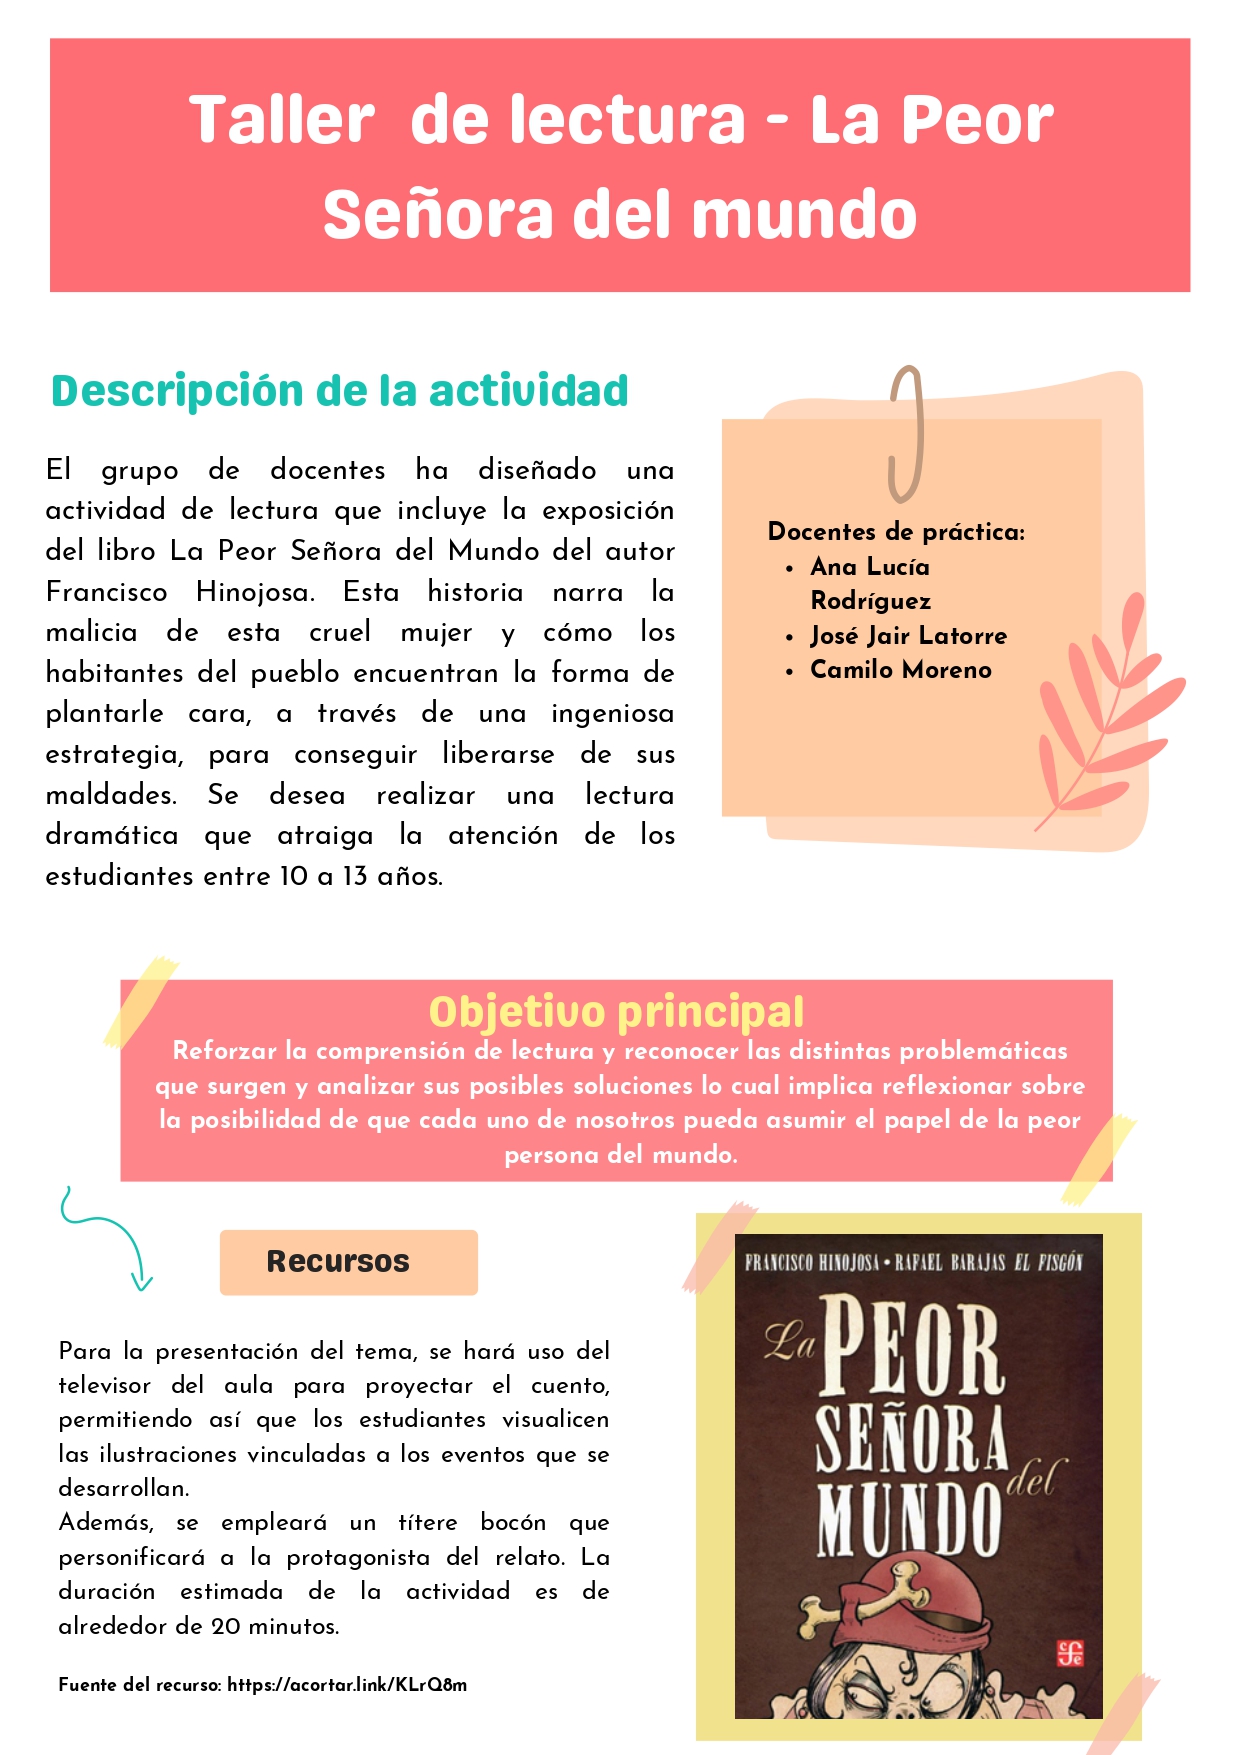 Taller de lectura - La Peor
Señora del mundo
Descripción de la actividad
El grupo de docentes ha diseñado una
actividad de lectura que incluye la exposición
del libro La Peor Señora del Mundo del autor
Francisco Hinojosa. Esta historia narra la
malicia de esta cruel mujer y cómo los
habitantes del pueblo encuentran la forma de
plantarle cara, a través de una ingeniosa
estrategia, para conseguir liberarse de sus
maldades. Se desea realizar una lectura
dramática que atraiga la atención de los
estudiantes entre 10 a 13 años.
Docentes de práctica:
• Ana Lucía
Rodríguez
• José Jair Latorre
• Camilo Moreno
Objetivo principal
Reforzar la comprensión de lectura y reconocer las distintas problemáticas
que surgen y analizar sus posibles soluciones lo cual implica reflexionar sobre
la posibilidad de que cada uno de nosotros pueda asumir el papel de la peor
persona del mundo.
Recursos
Para la presentación del tema, se hará uso del
televisor del aula para proyectar el cuento,
permitiendo así que los estudiantes visualicen
las ilustraciones vinculadas a los eventos que se
desarrollan.
Además, se empleará un títere bocón que
personificará a la protagonista del relato. La
duración estimada de la actividad es de
alrededor de 20 minutos.
Fuente del recurso: https://acortar.link/KLrQ8m
FRANCISCO HINOJOSA • RAFAEL BARAJAS EL FISGÓN
La PEOR
SEÑORA
del
MUNDO
cfe